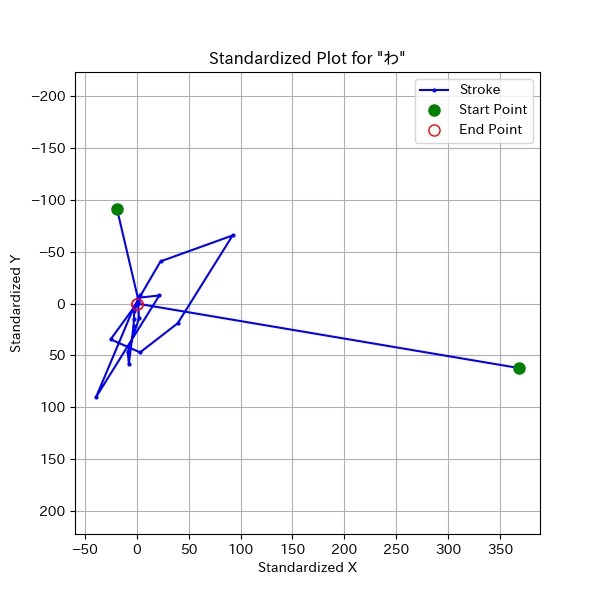 Standardized Plot for "わ"
Stroke
Start Point
End Point
Standardized Y
−200
−150
−100
−50
0
50
100
150
200
−50 0 50 100 150 200 250 300 350
Standardized X